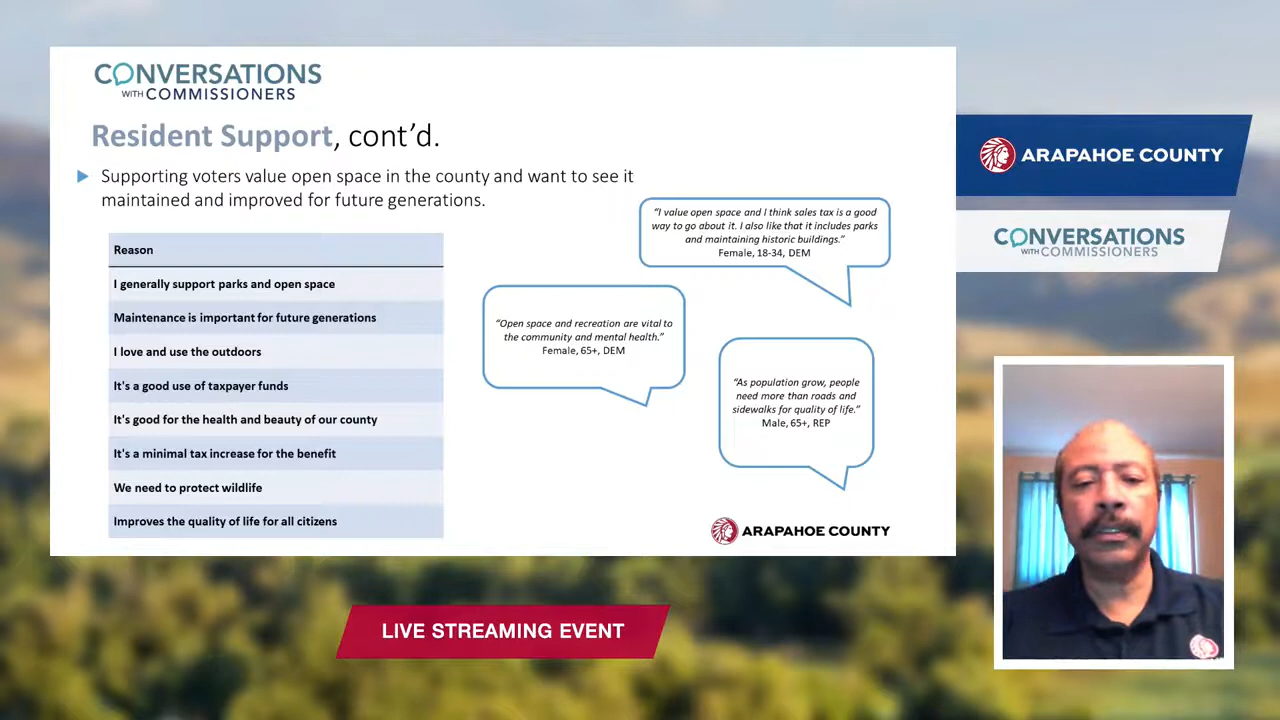 CONVERSATIONS
WITH COMMISSIONERS
Resident Support, cont’d.
Supporting voters value open space in the county and want to see it
maintained and improved for future generations.
Reason
I generally support parks and open space
Maintenance is important for future generations
I love and use the outdoors
It's a good use of taxpayer funds
It's good for the health and beauty of our county
It's a minimal tax increase for the benefit
We need to protect wildlife
Improves the quality of life for all citizens
“I value open space and I think sales tax is a good
way to go about it. I also like that it includes parks
and maintaining historic buildings.”
Female, 18-34, DEM
“Open space and recreation are vital to
the community and mental health.”
Female, 65+, DEM
“As population grow, people
need more than roads and
sidewalks for quality of life.”
Male, 65+, REP
ARAPAHOE COUNTY
ARAPAHOE COUNTY
CONVERSATIONS
WITH COMMISSIONERS
LIVE STREAMING EVENT